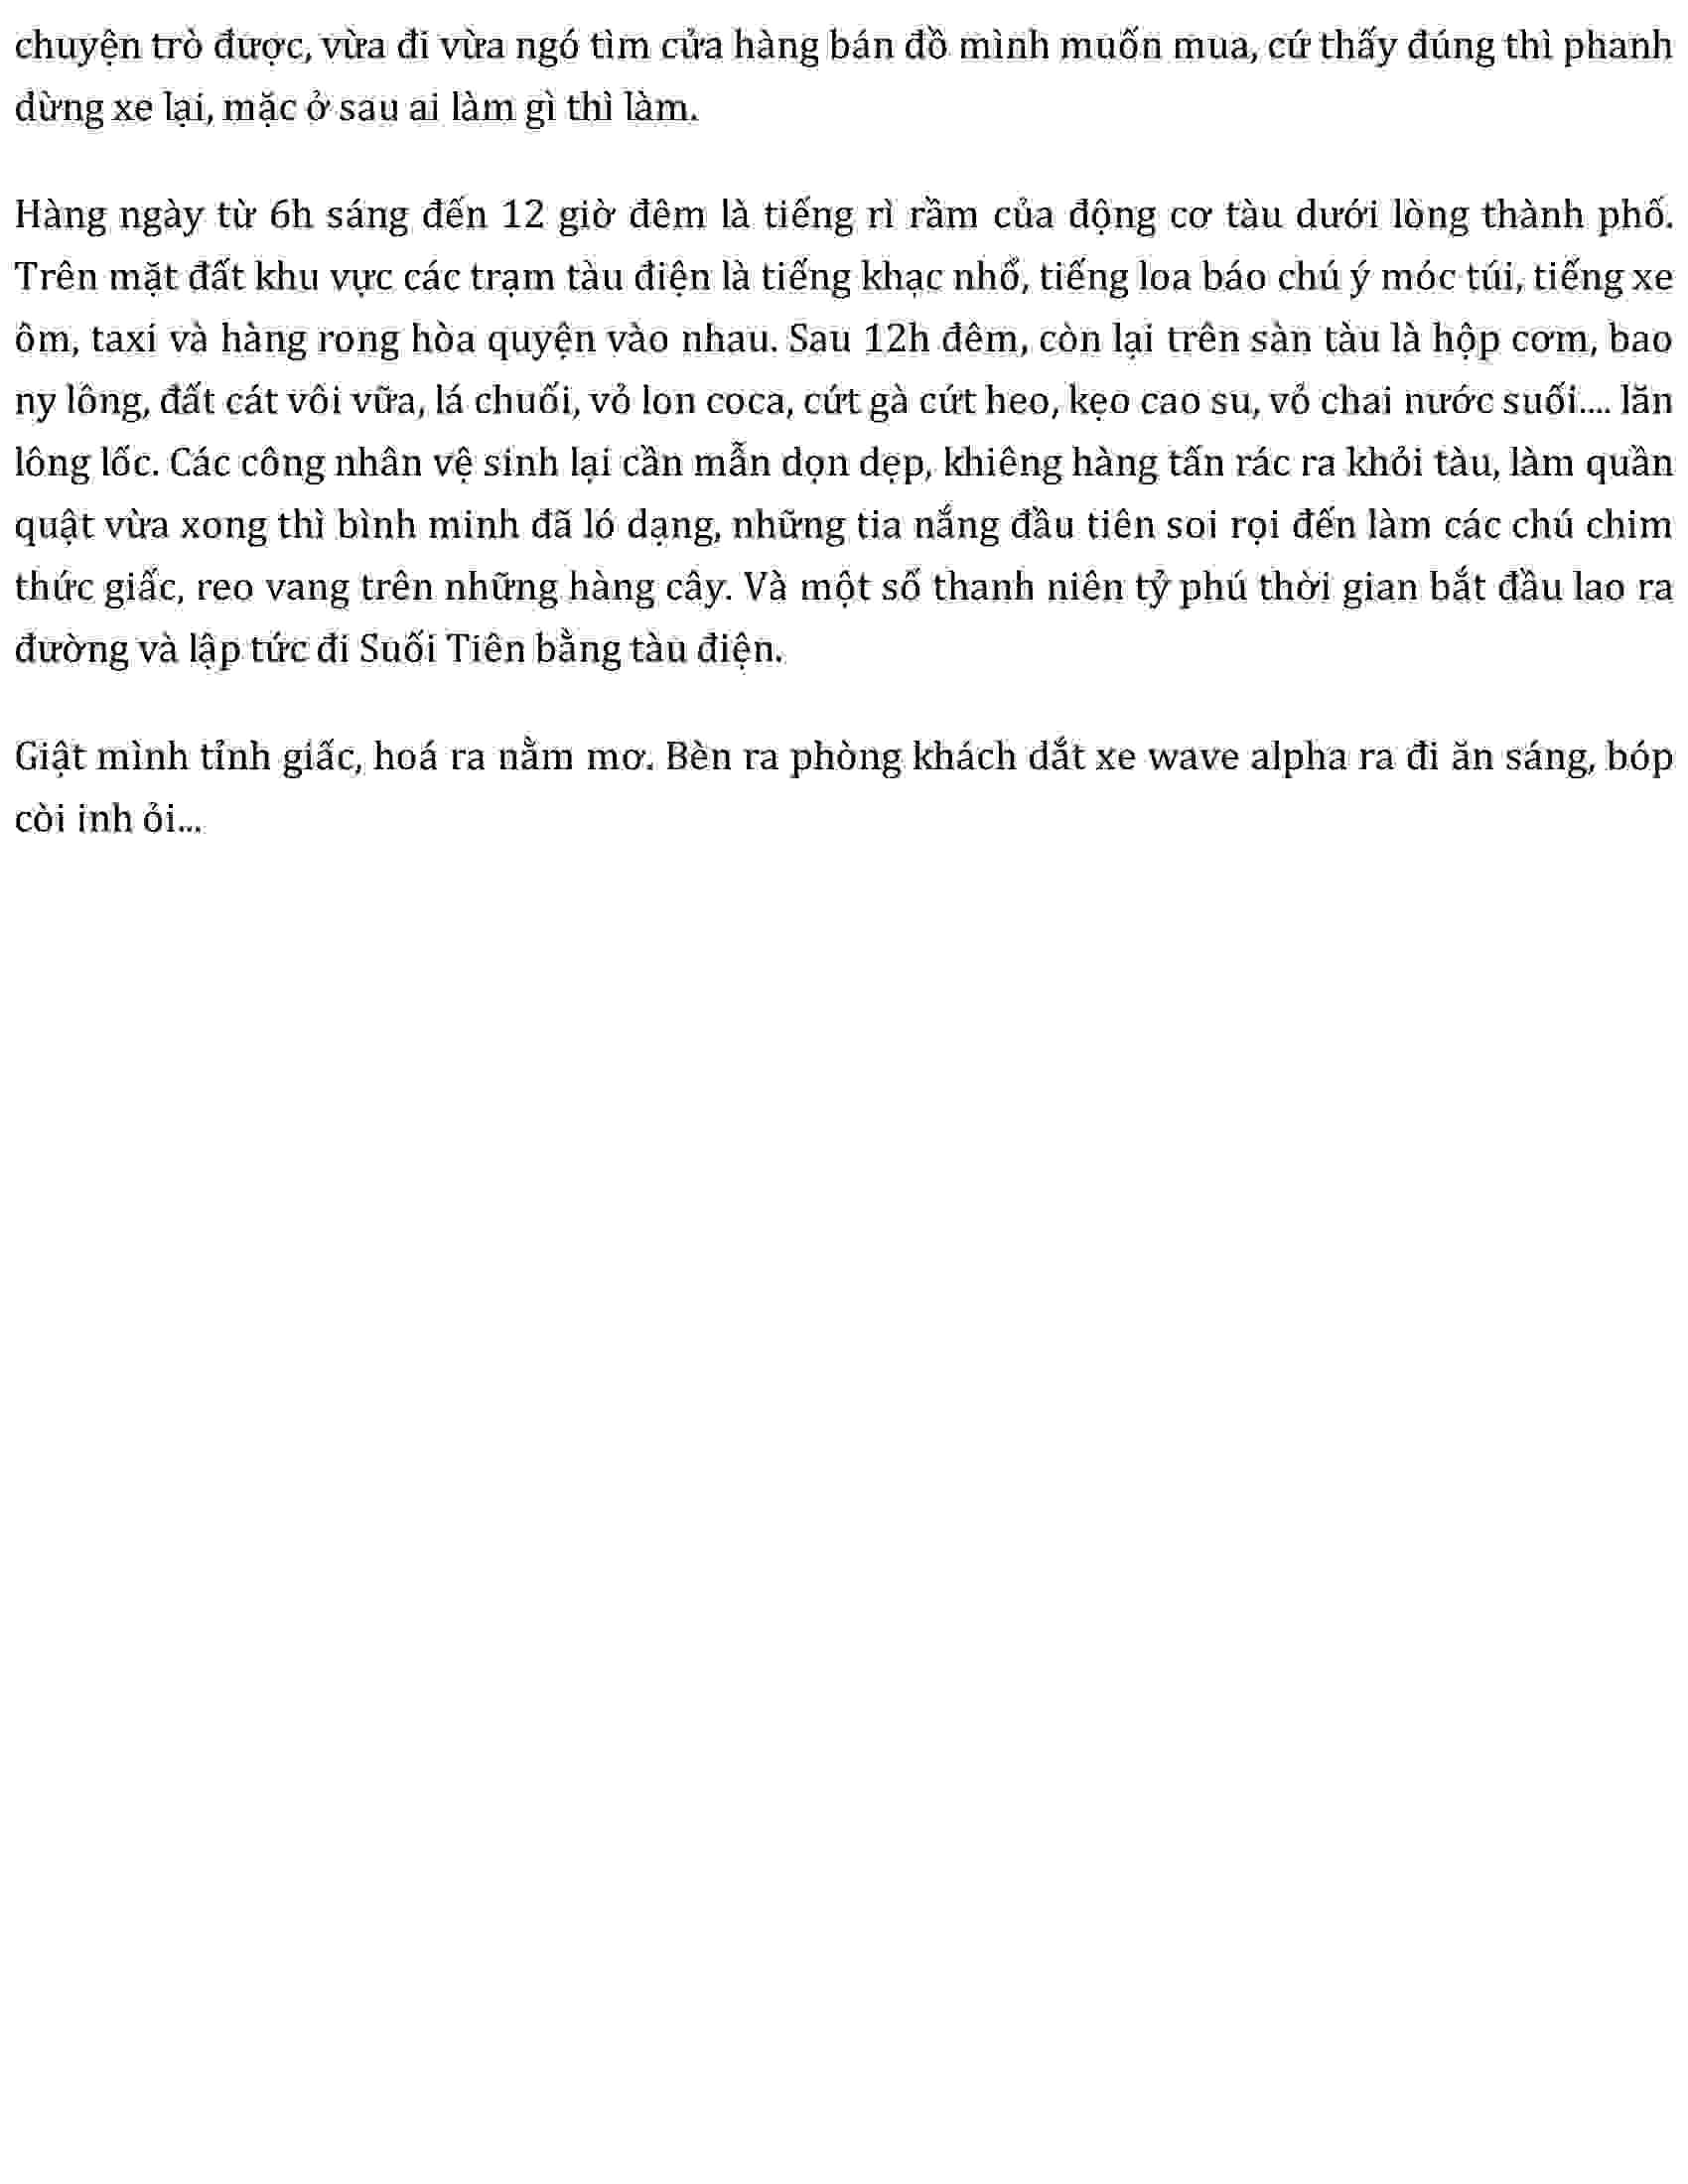 chuyện trò được, vừa đi vừa ngó tìm cửa hàng bán đồ mình muốn mua, cứ thấy đúng thì phanh
dừng xe lại, mặc ở sau ai làm gì thì làm.
Hàng ngày từ 6h sáng đến 12 giờ đêm là tiếng rì rầm của động cơ tàu dưới lòng thành phố.
Trên mặt đất khu vực các trạm tàu điện là tiếng khạc nhổ, tiếng loa báo chú ý móc túi, tiếng xe
ôm, taxi và hàng rong hòa quyện vào nhau. Sau 12h đêm, còn lại trên sàn tàu là hộp cơm, bao
ny lông, đất cát vôi vữa, lá chuối, vỏ lon coca, cứt gà cứt heo, kẹo cao su, vỏ chai nước suối.... lăn
lông lốc. Các công nhân vệ sinh lại cần mẫn dọn dẹp, khiêng hàng tấn rác ra khỏi tàu, làm quần
quật vừa xong thì bình minh đã ló dạng, những tia nắng đầu tiên soi rọi đến làm các chú chim
thức giấc, reo vang trên những hàng cây. Và một số thanh niên tỷ phú thời gian bắt đầu lao ra
đường và lập tức đi Suối Tiên bằng tàu điện.
Giật mình tỉnh giấc, hoá ra nằm mơ. Bèn ra phòng khách dắt xe wave alpha ra đi ăn sáng, bóp
còi inh ỏi...